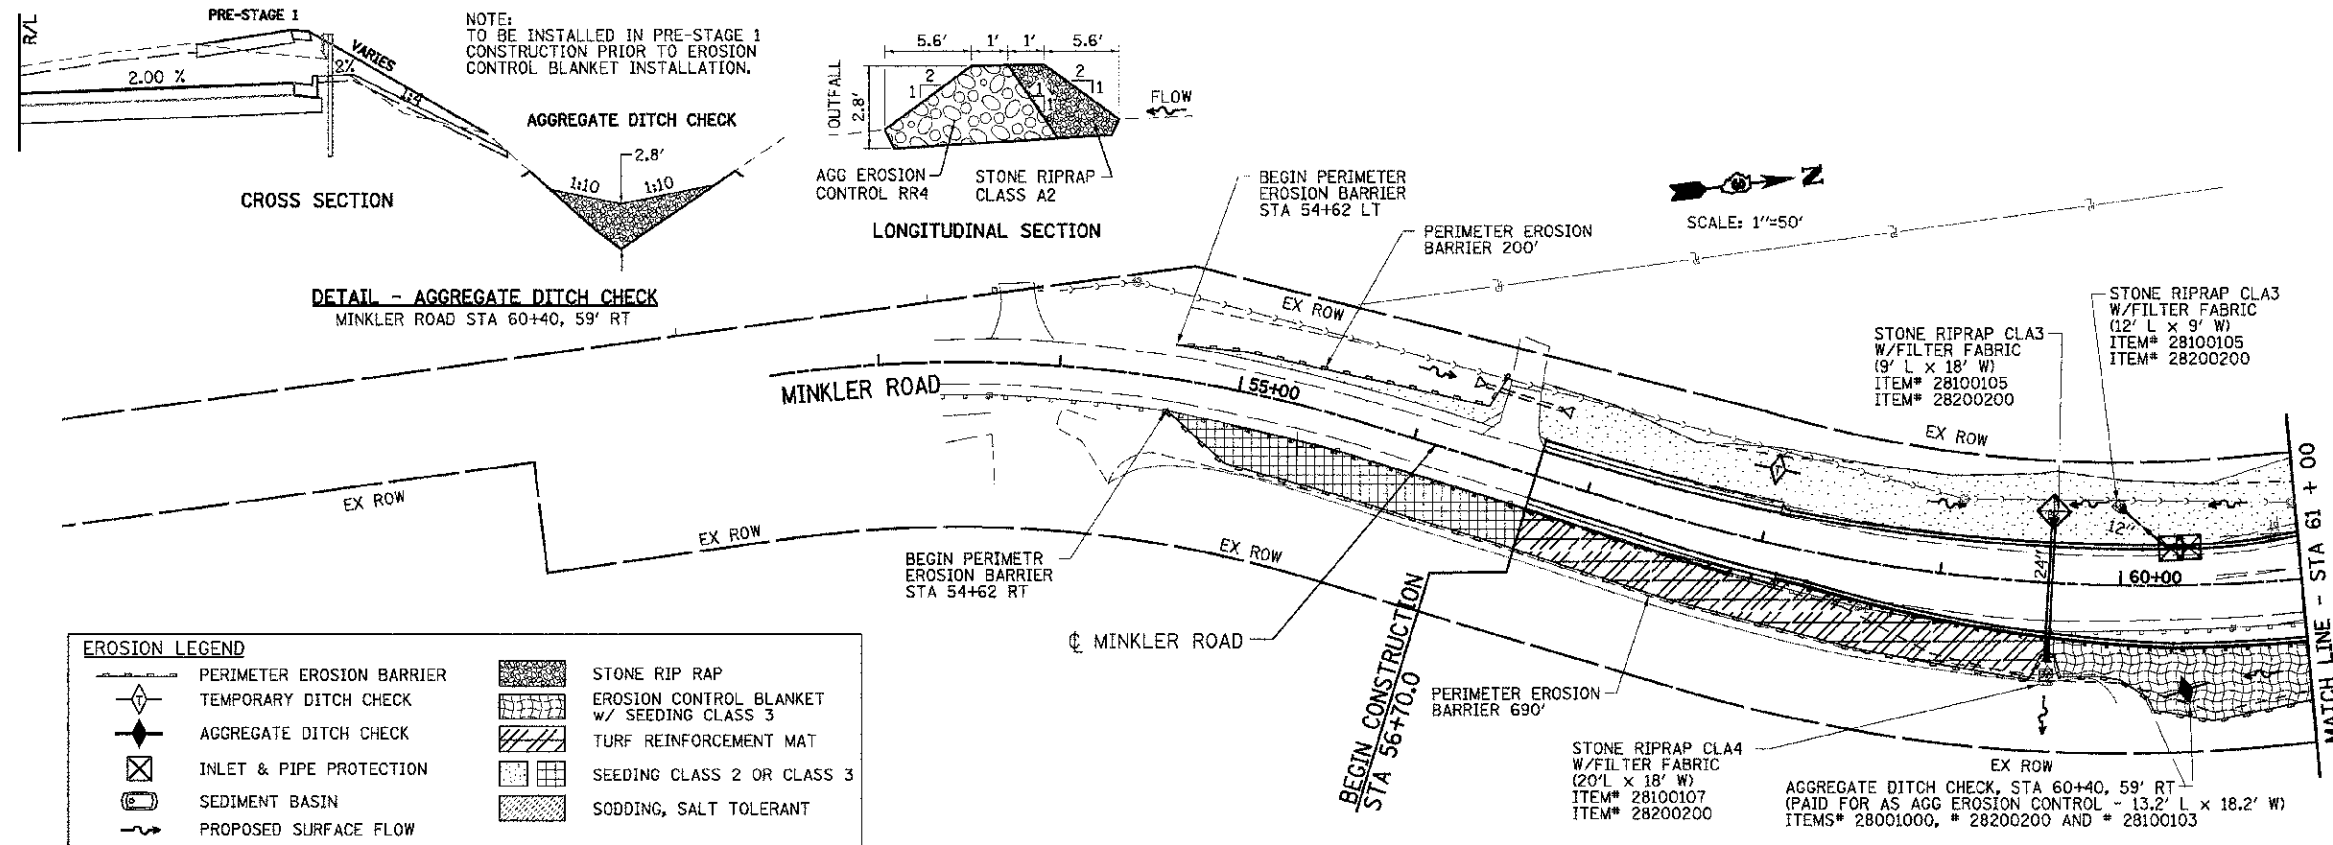 R/L
PRE-STAGE 1
2.00 %
2%
VARIES
1:4
CROSS SECTION
NOTE:
TO BE INSTALLED IN PRE-STAGE 1
CONSTRUCTION PRIOR TO EROSION
CONTROL BLANKET INSTALLATION.
AGGREGATE DITCH CHECK
2.8'
1:10
1:10
DETAIL - AGGREGATE DITCH CHECK
MINKLER ROAD STA 60+40, 59' RT
5.6'
1'
1'
5.6'
OUTFALL
2.8'
2
1
1
1
2
1
FLOW
AGG EROSION
CONTROL RR4
STONE RIPRAP
CLASS A2
LONGITUDINAL SECTION
BEGIN PERIMETER
EROSION BARRIER
STA 54+62 LT
PERIMETER EROSION
BARRIER 200'
N
SCALE: 1"=50'
STONE RIPRAP CLA3
W/FILTER FABRIC
(9' L x 18' W)
ITEM# 28100105
ITEM# 28200200
STONE RIPRAP CLA3
W/FILTER FABRIC
(12' L x 9' W)
ITEM# 28100105
ITEM# 28200200
EX ROW
EX ROW
MINKLER ROAD
55+00
T
12"
24"
60+00
MATCH LINE - STA 61 + 00
EX ROW
EX ROW
EX ROW
EX ROW
BEGIN PERIMETR
EROSION BARRIER
STA 54+62 RT
℄ MINKLER ROAD
BEGIN CONSTRUCTION
STA 56+70.0
PERIMETER EROSION
BARRIER 690'
STONE RIPRAP CLA4
W/FILTER FABRIC
(20'L x 18' W)
ITEM# 28100107
ITEM# 28200200
AGGREGATE DITCH CHECK, STA 60+40, 59' RT
(PAID FOR AS AGG EROSION CONTROL - 13.2' L x 18.2' W)
ITEMS# 28001000, # 28200200 AND # 28100103
EROSION LEGEND
PERIMETER EROSION BARRIER
T
TEMPORARY DITCH CHECK
AGGREGATE DITCH CHECK
INLET & PIPE PROTECTION
SEDIMENT BASIN
PROPOSED SURFACE FLOW
STONE RIP RAP
EROSION CONTROL BLANKET
W/ SEEDING CLASS 3
TURF REINFORCEMENT MAT
SEEDING CLASS 2 OR CLASS 3
SODDING, SALT TOLERANT